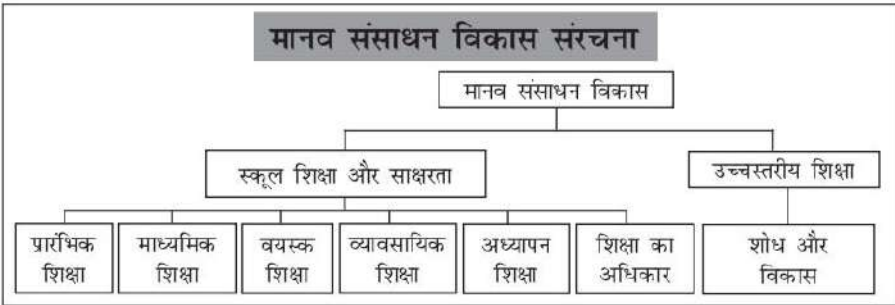 मानव संसाधन विकास संरचना
मानव संसाधन विकास
स्कूल शिक्षा और साक्षरता
उच्चस्तरीय शिक्षा
प्रारंभिक
शिक्षा
माध्यमिक
शिक्षा
वयस्क
शिक्षा
व्यावसायिक
शिक्षा
अध्यापन
शिक्षा
शिक्षा का
अधिकार
शोध और
विकास